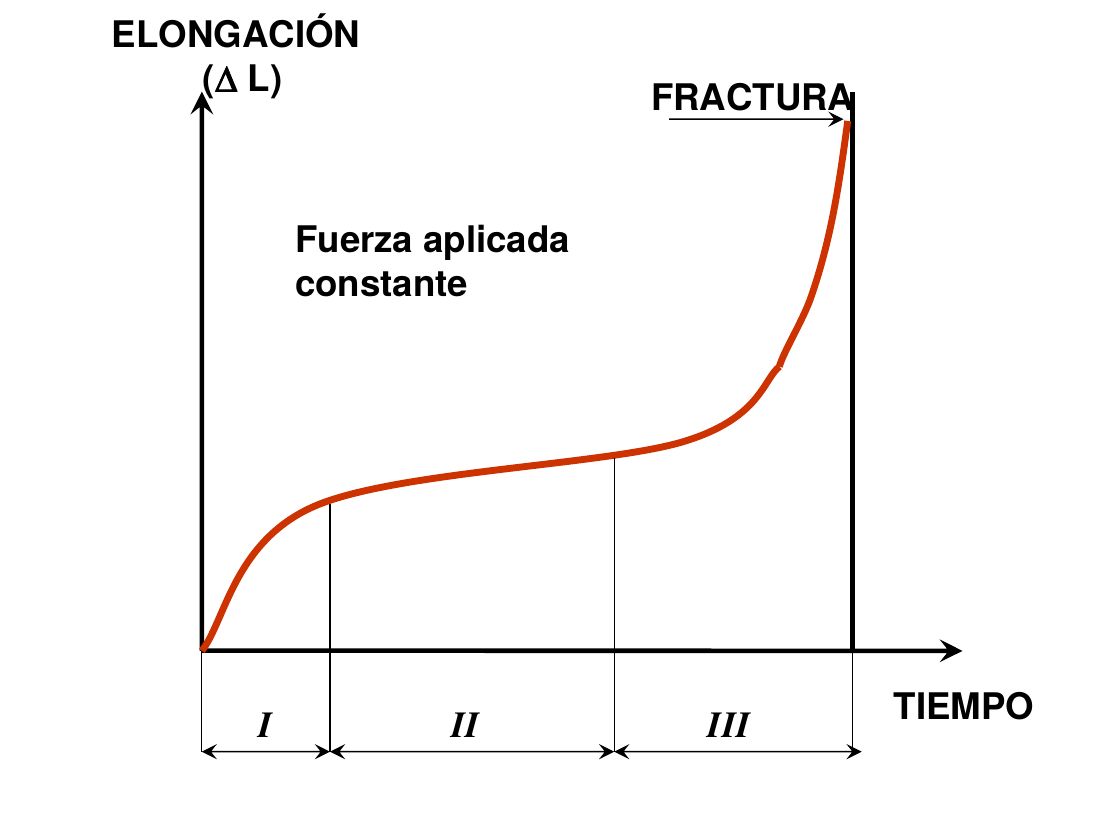 ELONGACIÓN
(Δ L)
FRACTURA
Fuerza aplicada
constante
TIEMPO
I
II
III